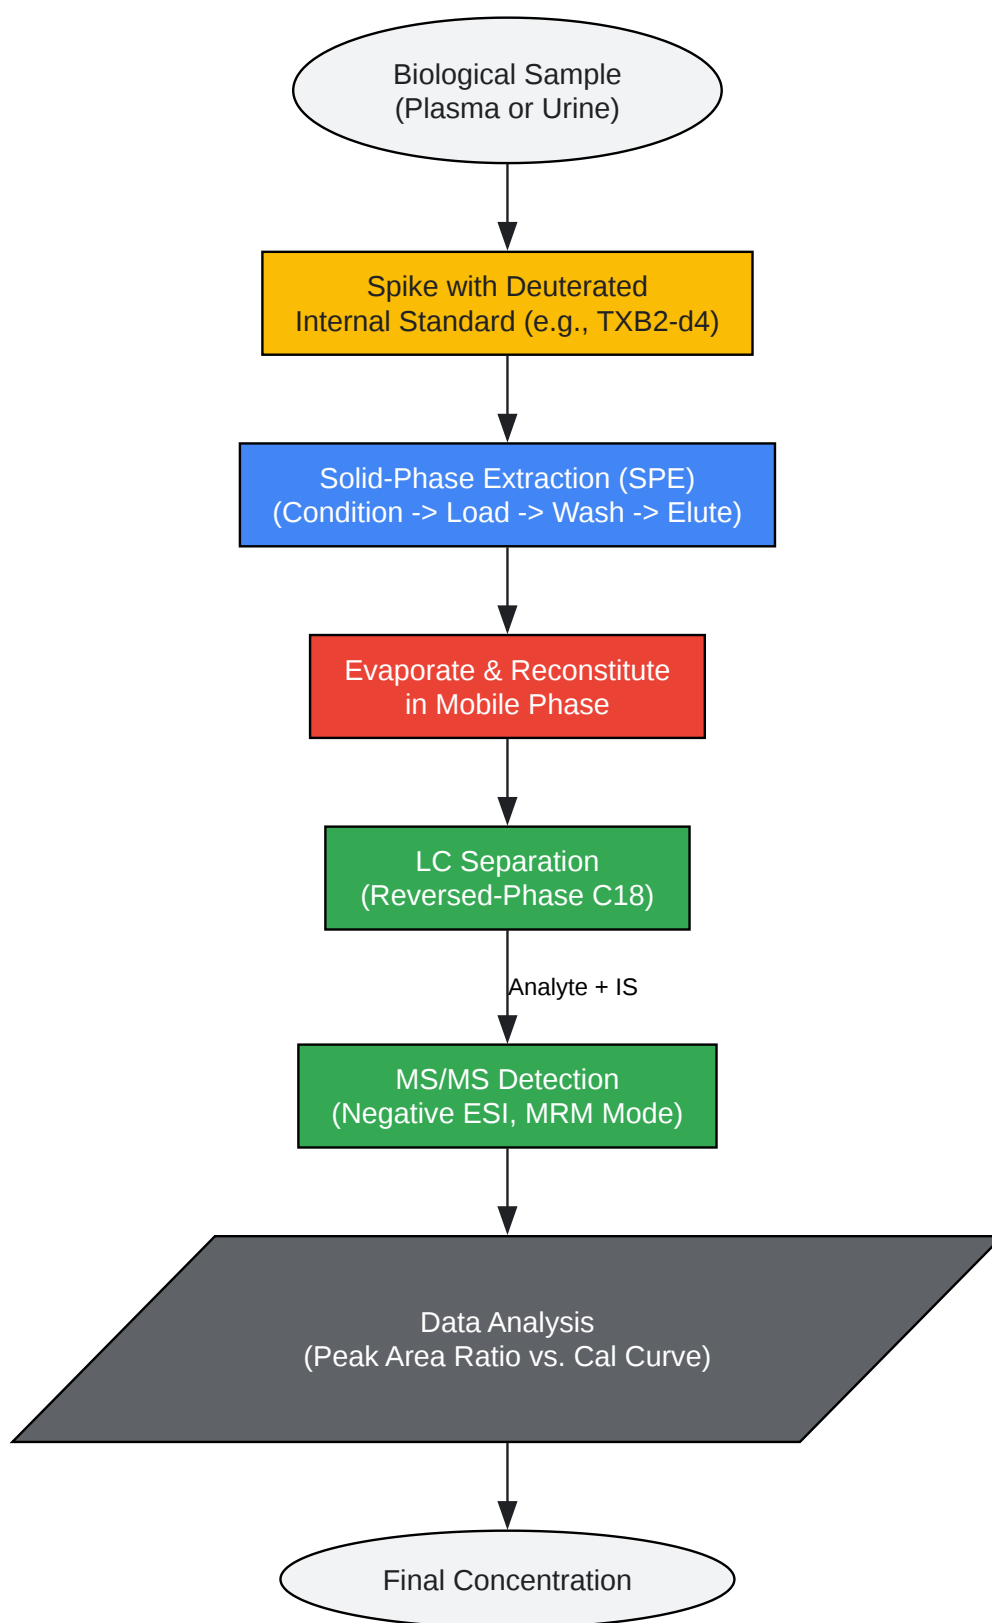 Biological Sample
(Plasma or Urine)
Spike with Deuterated
Internal Standard (e.g., TXB2-d4)
Solid-Phase Extraction (SPE)
(Condition -> Load -> Wash -> Elute)
Evaporate & Reconstitute
in Mobile Phase
LC Separation
(Reversed-Phase C18)
Analyte + IS
MS/MS Detection
(Negative ESI, MRM Mode)
Data Analysis
(Peak Area Ratio vs. Cal Curve)
Final Concentration